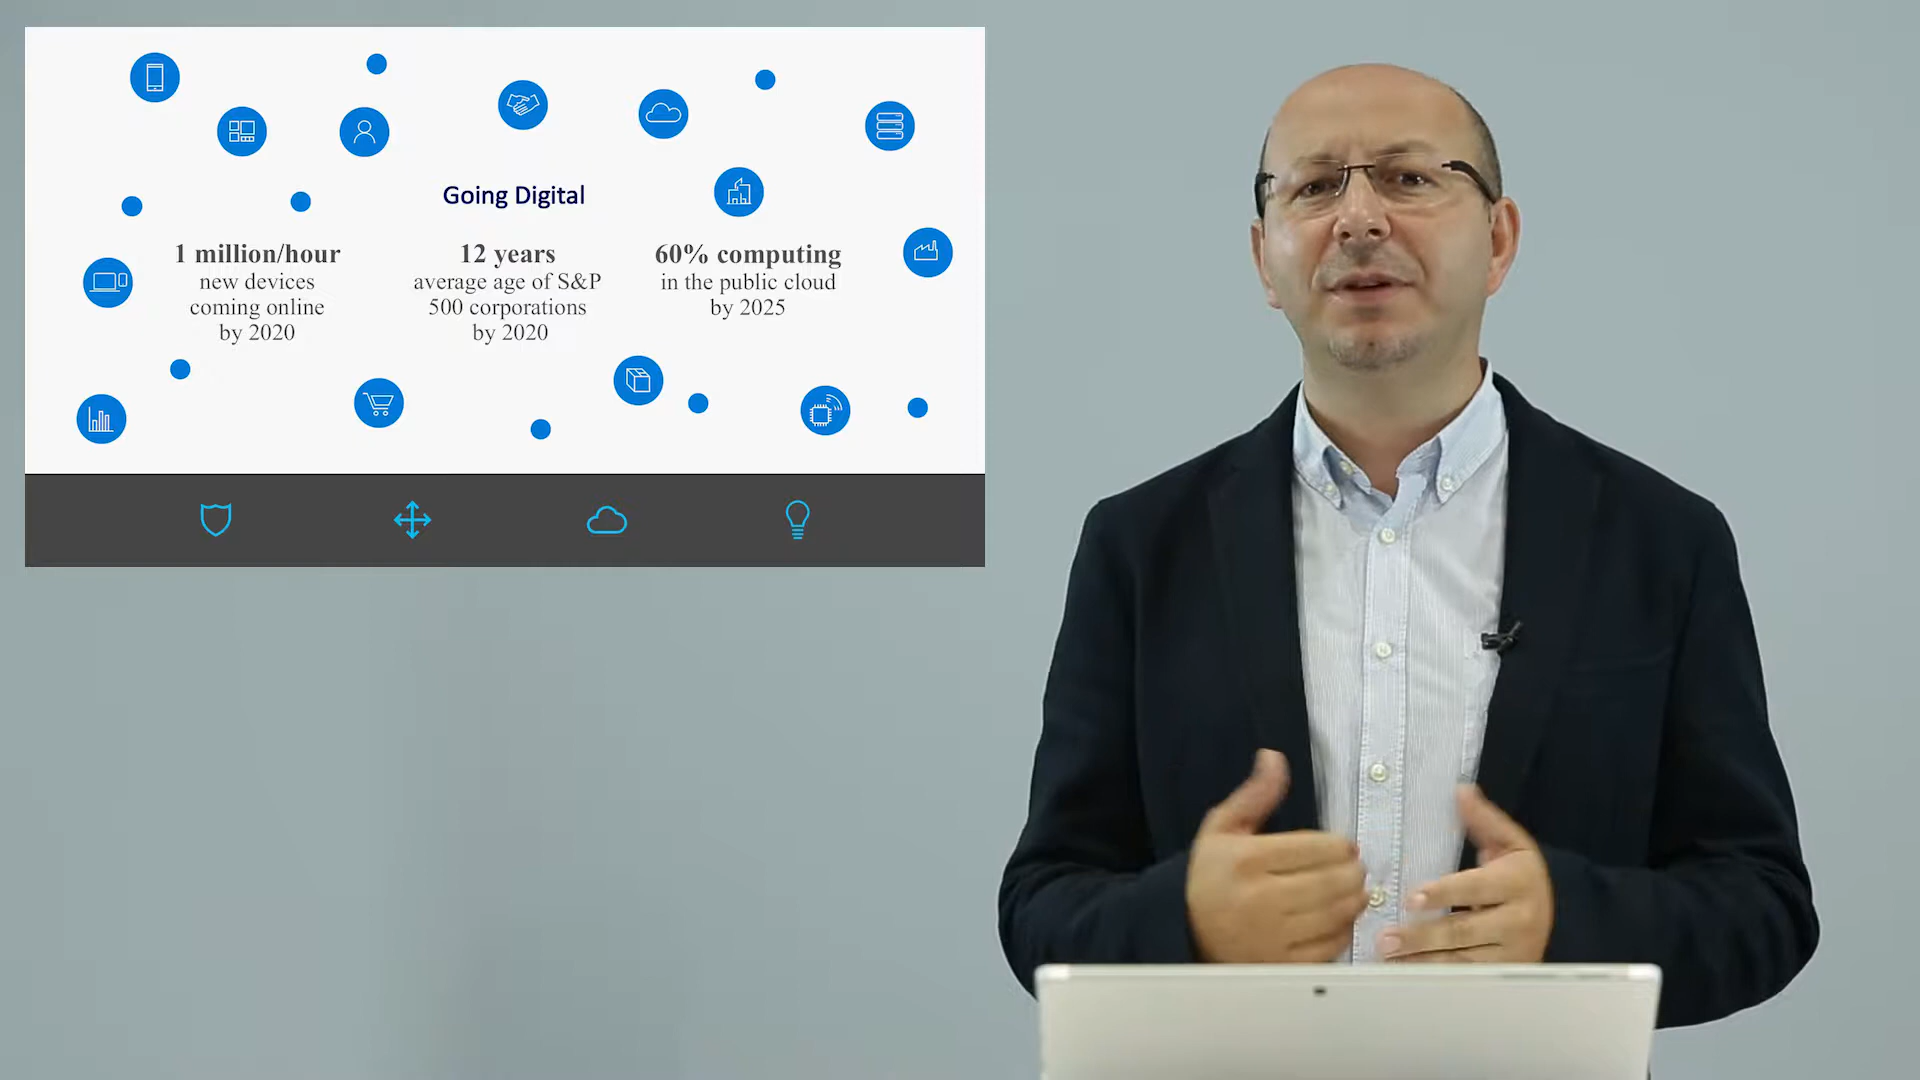 Going Digital
1 million/hour
new devices
coming online
by 2020
12 years
average age of S&P
500 corporations
by 2020
60% computing
in the public cloud
by 2025